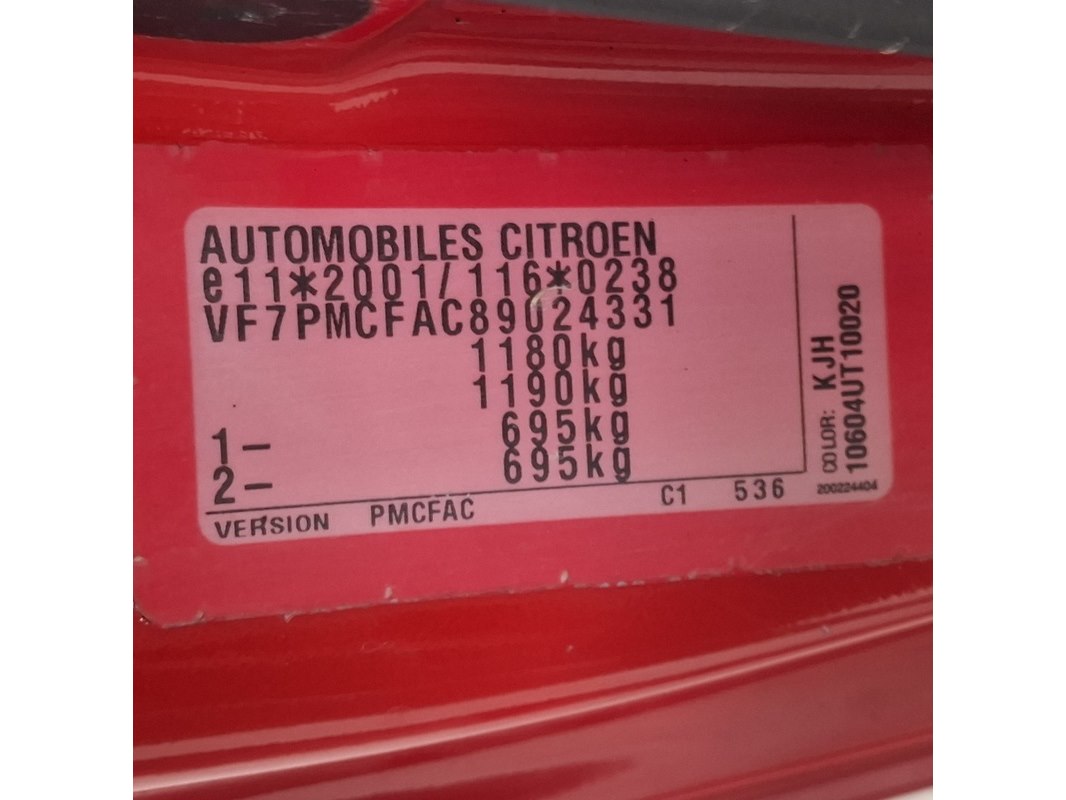 AUTOMOBILES CITROEN
e11*2001/116*0238
VF7PMCFAC89024331
1180kg
1190kg
1- 695kg
2- 695kg
VERSION PMCFAC C1 536
COLOR: KJH
10604UT10020
200224404